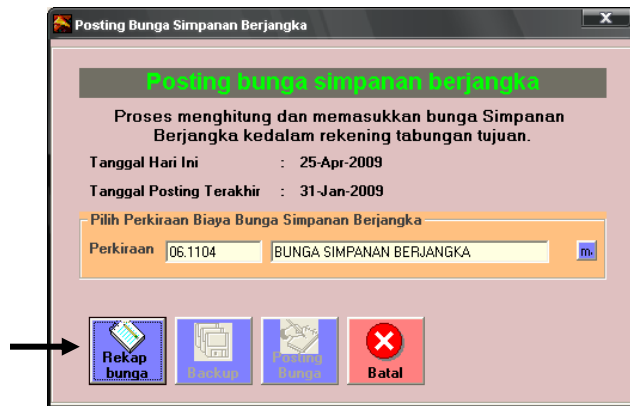 Posting Bunga Simpanan Berjangka
x
Posting bunga simpanan berjangka
Proses menghitung dan memasukkan bunga Simpanan
Berjangka kedalam rekening tabungan tujuan.
Tanggal Hari Ini : 25-Apr-2009
Tanggal Posting Terakhir : 31-Jan-2009
Pilih Perkiraan Biaya Bunga Simpanan Berjangka
Perkiraan 06.1104 BUNGA SIMPANAN BERJANGKA m.
Rekap
bunga
Backup
Posting
Bunga
Batal